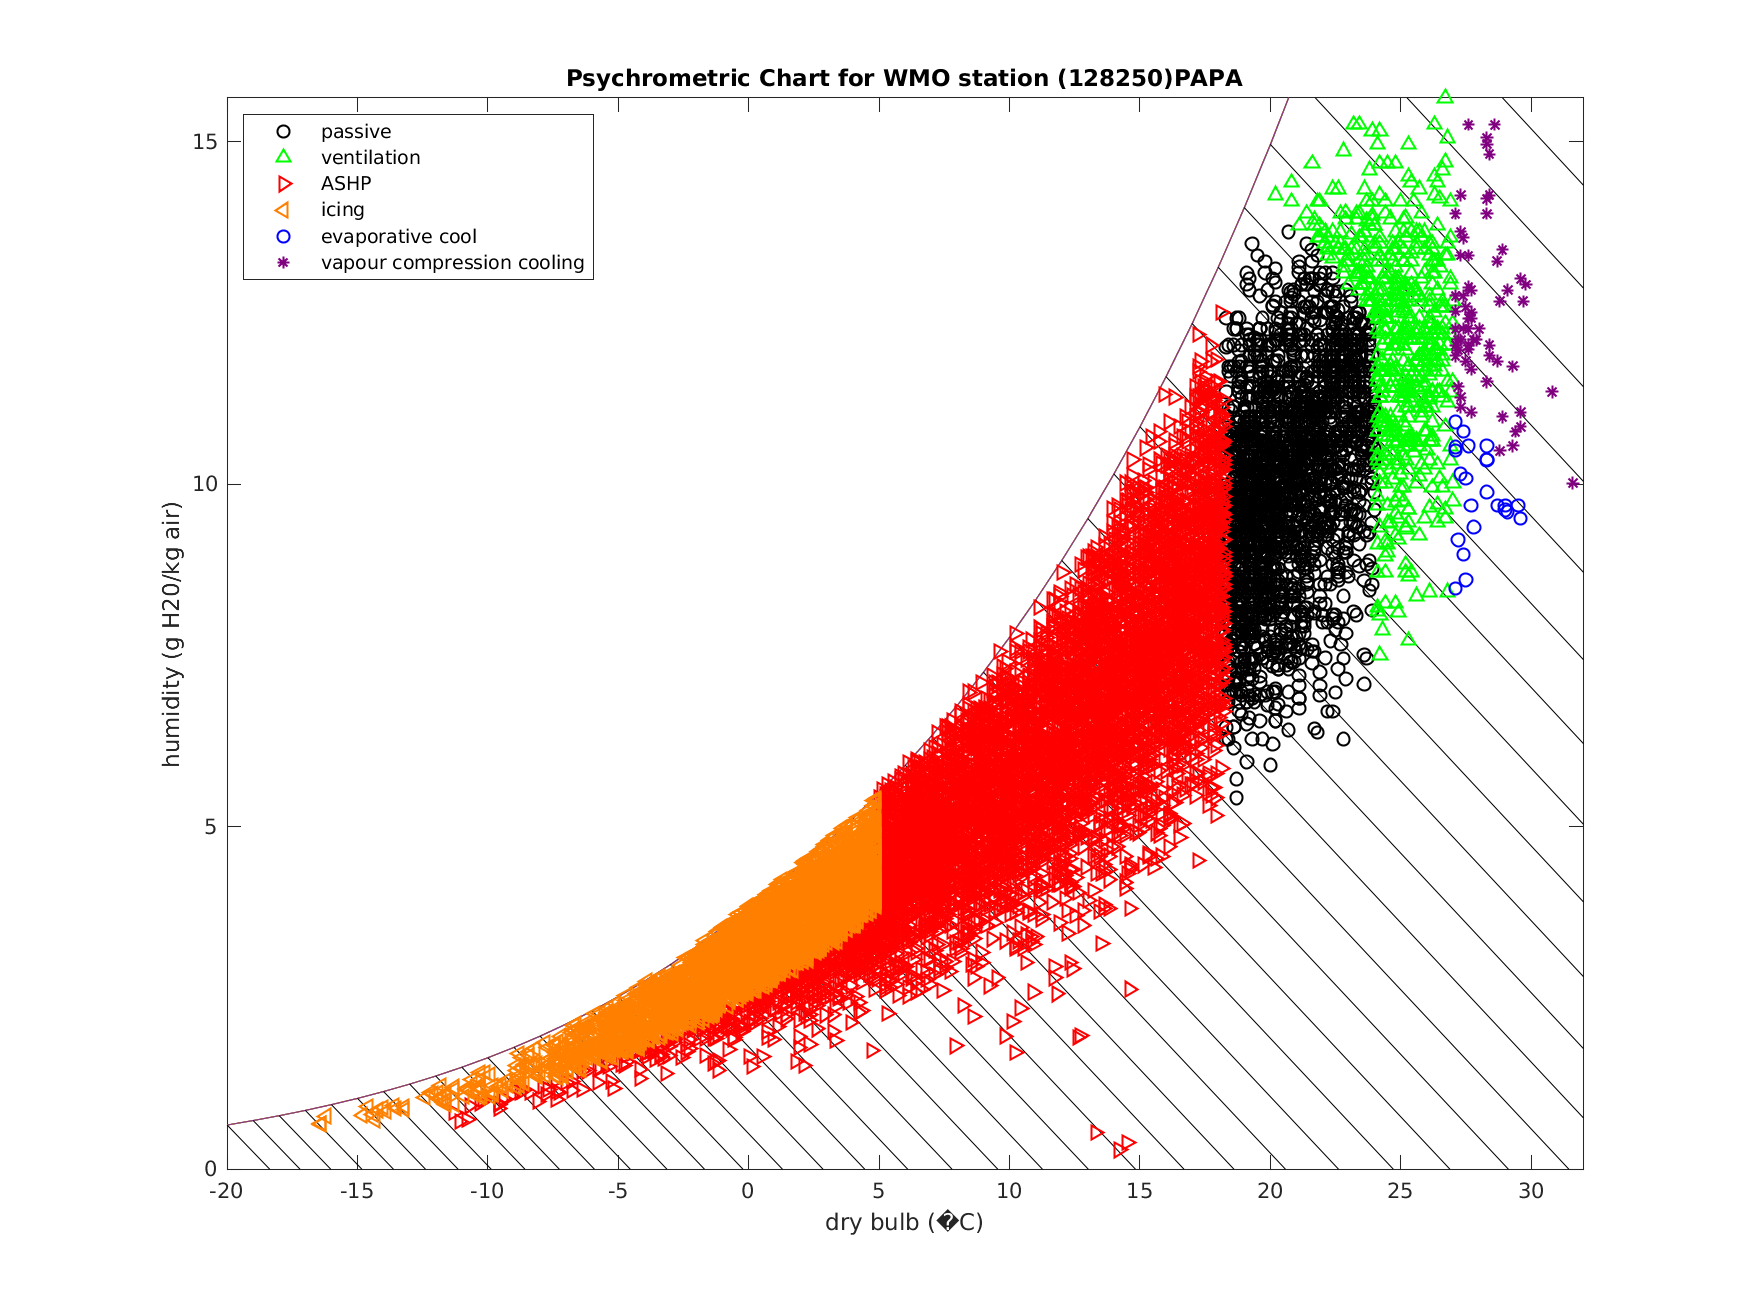 Psychrometric Chart for WMO station (128250)PAPA
passive
ventilation
ASHP
icing
evaporative cool
vapour compression cooling
15
10
5
0
humidity (g H20/kg air)
-20 -15 -10 -5 0 5 10 15 20 25 30
dry bulb (�C)